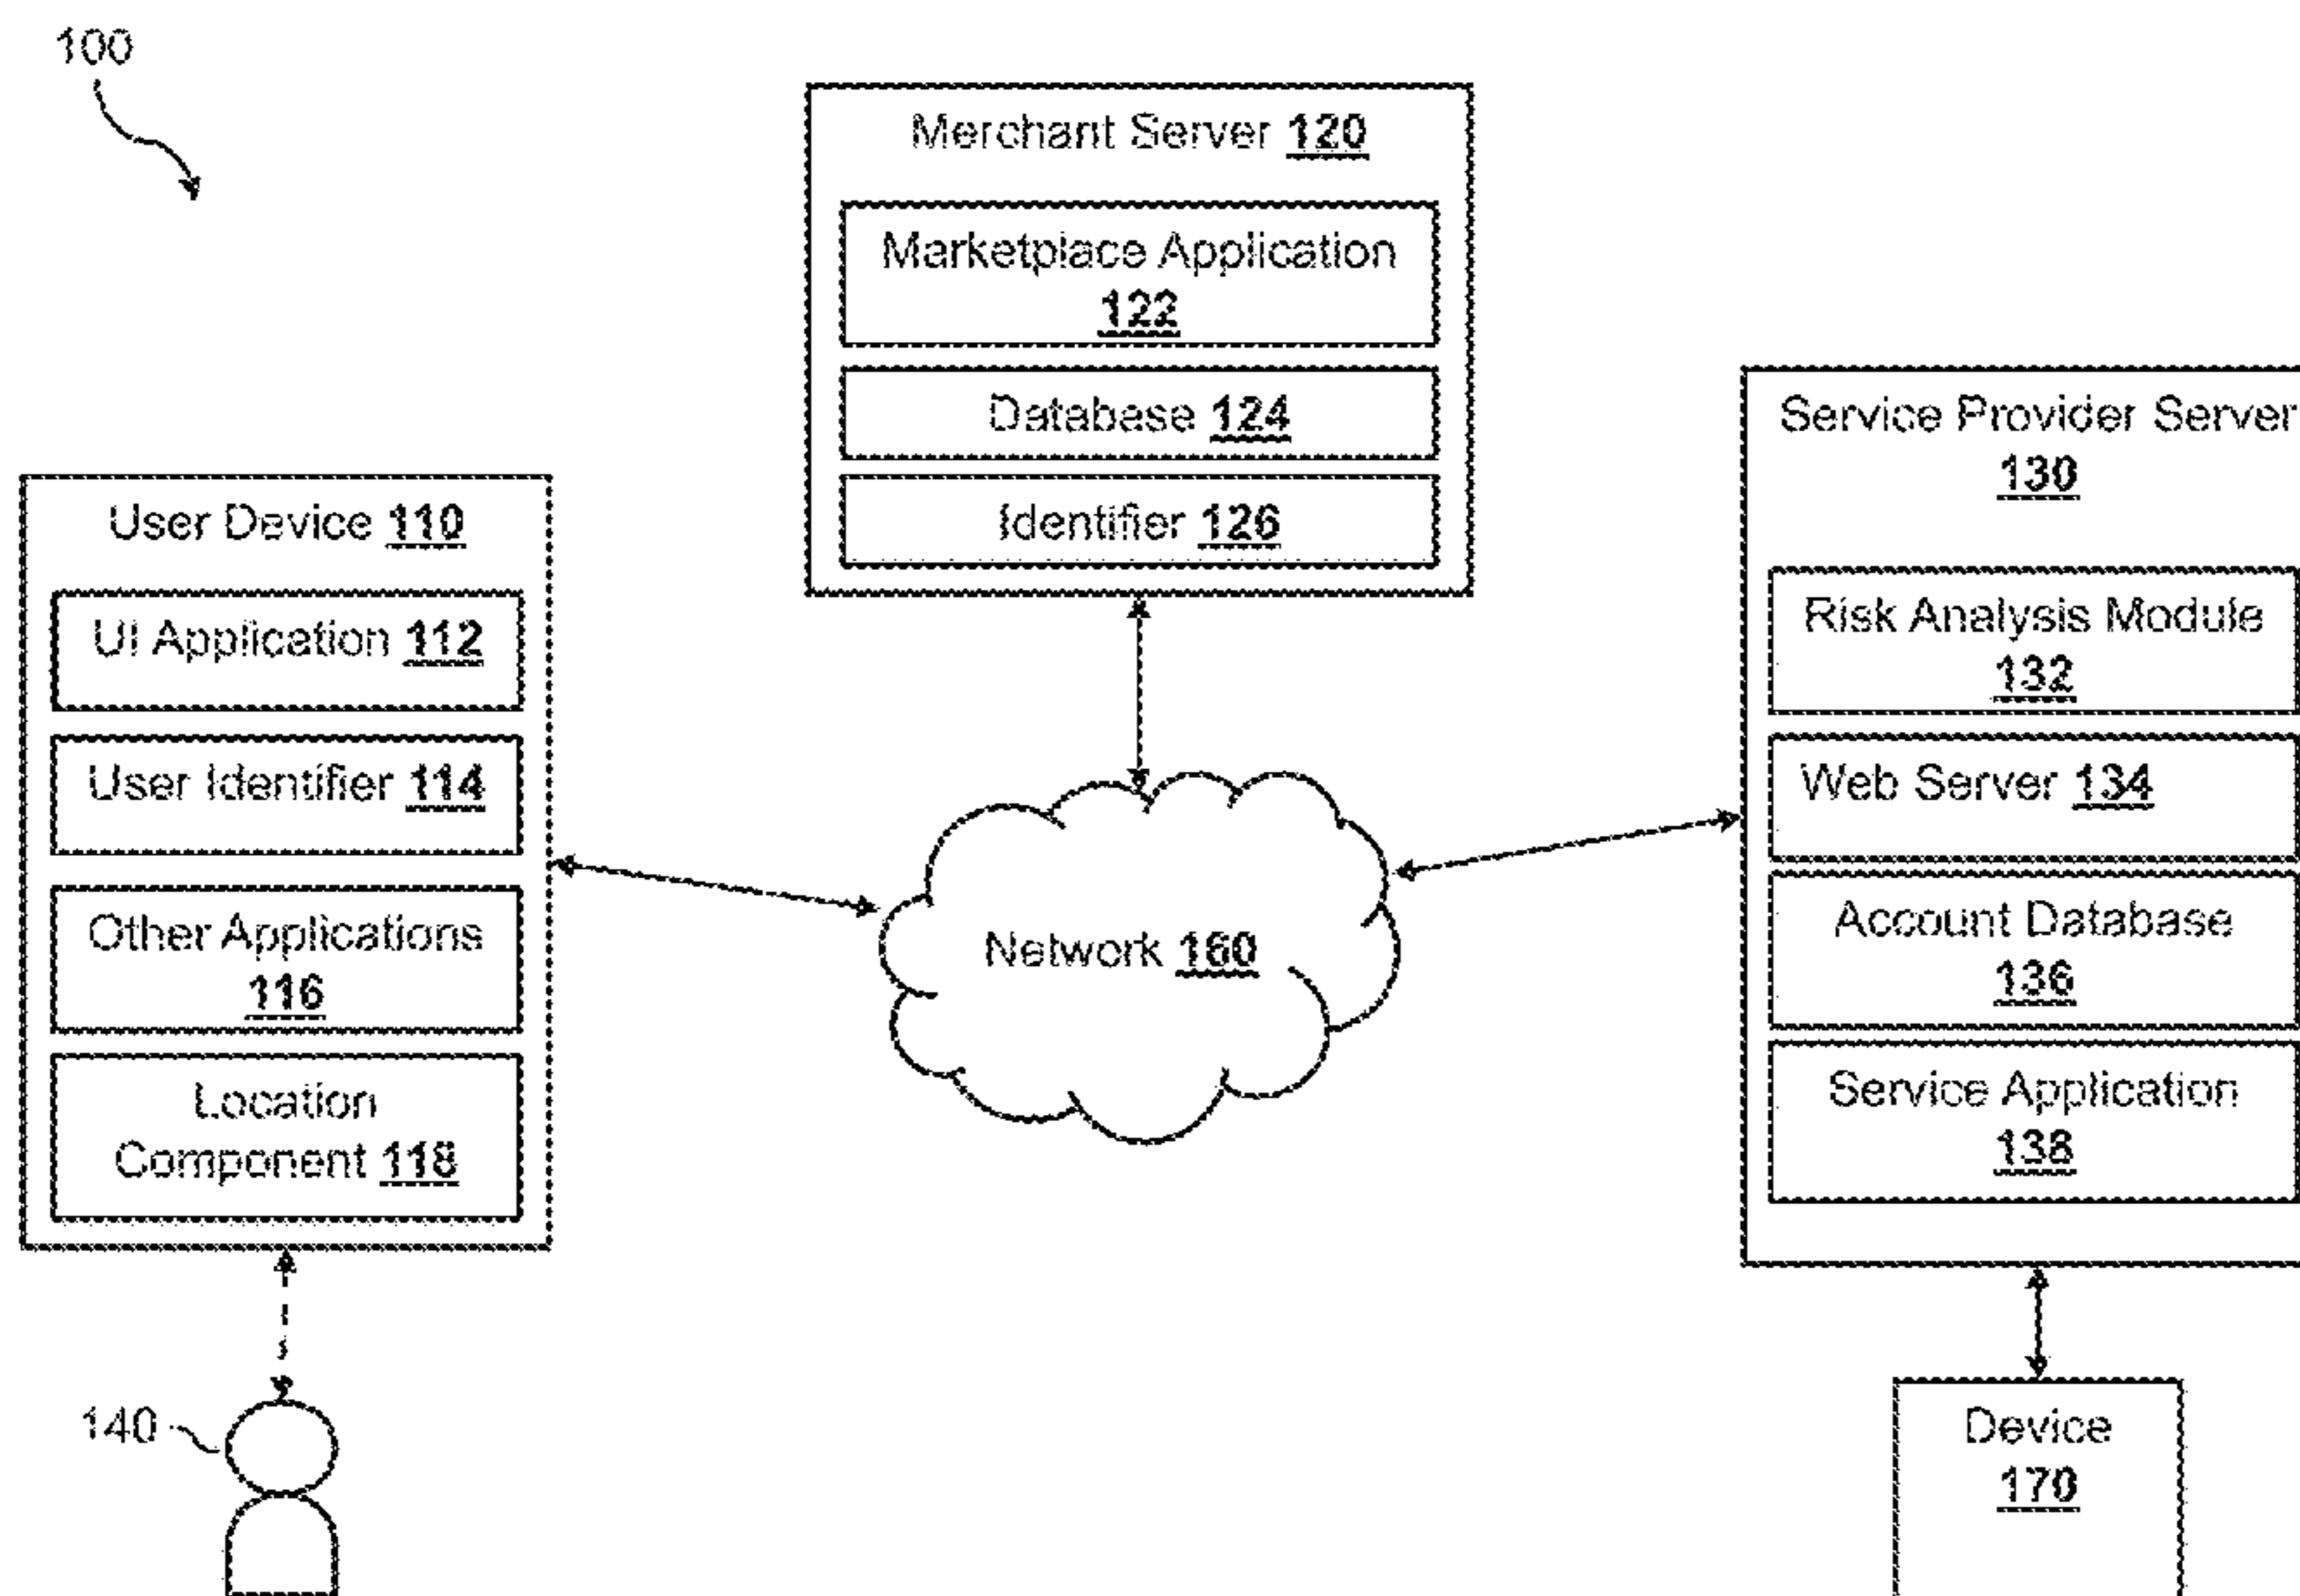 100
Merchant Server 120
Marketplace Application
122
Database 124
Identifier 126
User Device 110
UI Application 112
User Identifier 114
Other Applications
116
Location
Component 118
Network 160
Service Provider Server
130
Risk Analysis Module
132
Web Server 134
Account Database
136
Service Application
138
140
Device
170